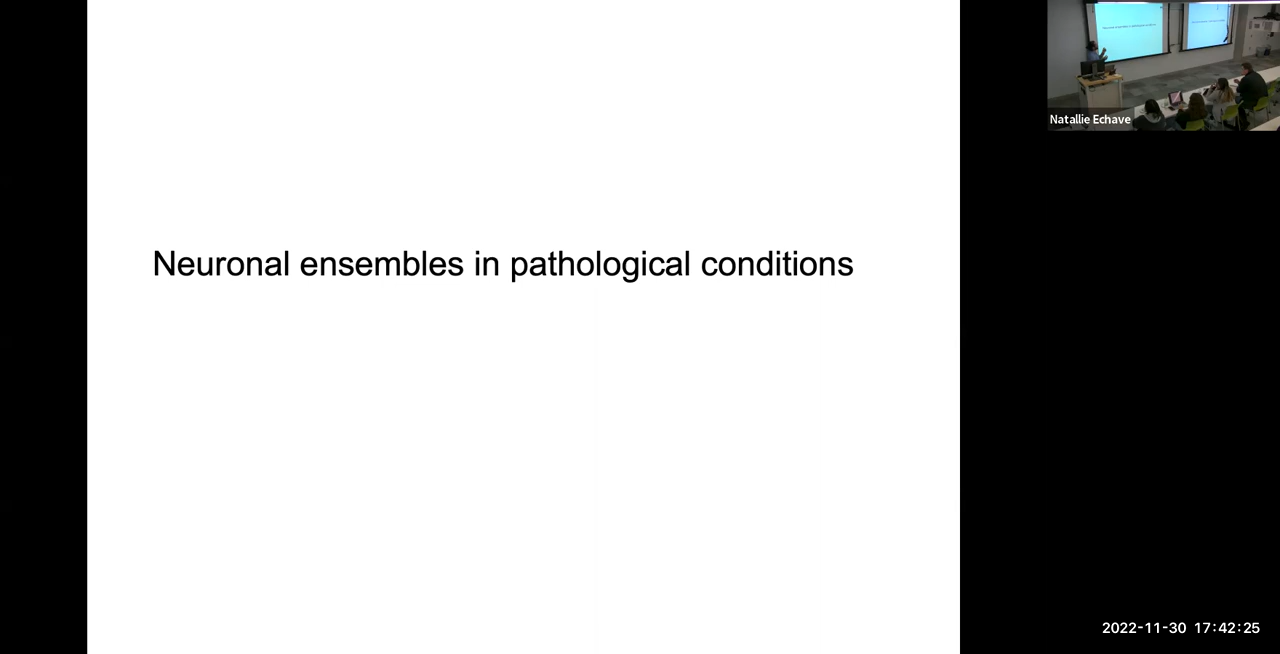 Neuronal ensembles in pathological conditions
Natallie Echave
2022-11-30 17:42:25